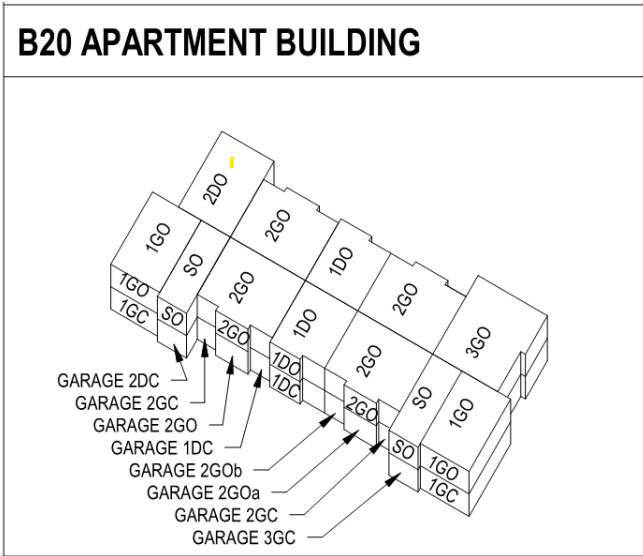 B20 APARTMENT BUILDING
2DO
2GO
1GO
SO
1DO
2GO
2GO
3GO
1DO
2GO
SO
1GO
1GO
1GC
SO
2GO
1DO
1DC
2GO
SO
1GO
1GC
GARAGE 2DC
GARAGE 2GC
GARAGE 2GO
GARAGE 1DC
GARAGE 2GOb
GARAGE 2GOa
GARAGE 2GC
GARAGE 3GC